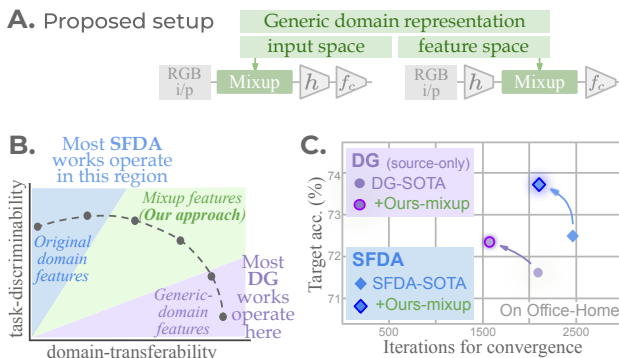 A. Proposed setup
Generic domain representation
input space
feature space
RGB
i/p
Mixup
h
f_c
RGB
i/p
h
Mixup
f_c
B.
Most SFDA
works operate
in this region
Mixup features
(Our approach)
Original
domain
features
Generic-
domain
features
Most
DG
works
operate
here
task-discriminability
domain-transferability
C.
DG (source-only)
DG-SOTA
+Ours-mixup
SFDA
SFDA-SOTA
+Ours-mixup
On Office-Home
Target acc. (%)
74
73
72
71
500
1500
2500
Iterations for convergence